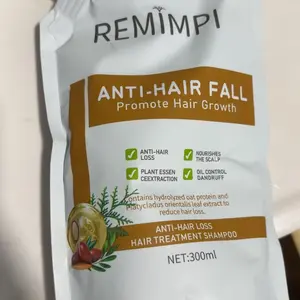 REMIMPI
ANTI-HAIR FALL
Promote Hair Growth
ANTI-HAIR
LOSS
NOURISHES
THE SCALP
PLANT ESSEN
CEEXTRACTION
OIL CONTROL
DANDRUFF
Contains hydrolyzed oat protein and
Platycladus orientalis leaf extract to
reduce hair loss.
ANTI-HAIR LOSS
HAIR TREATMENT SHAMPOO
NET:300ml